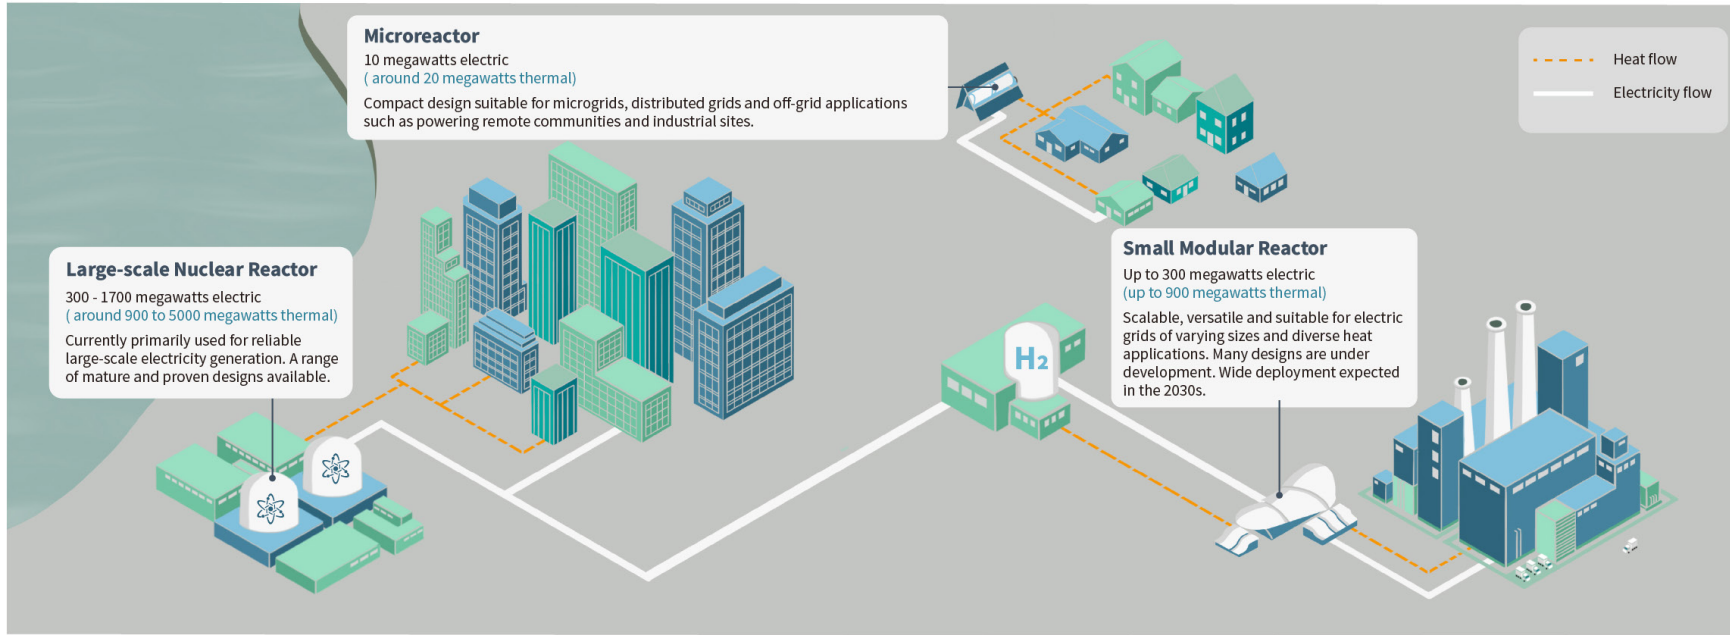 Microreactor
10 megawatts electric
( around 20 megawatts thermal)
Compact design suitable for microgrids, distributed grids and off-grid applications
such as powering remote communities and industrial sites.
Heat flow
Electricity flow
Large-scale Nuclear Reactor
300 - 1700 megawatts electric
( around 900 to 5000 megawatts thermal)
Currently primarily used for reliable
large-scale electricity generation. A range
of mature and proven designs available.
H₂
Small Modular Reactor
Up to 300 megawatts electric
(up to 900 megawatts thermal)
Scalable, versatile and suitable for electric
grids of varying sizes and diverse heat
applications. Many designs are under
development. Wide deployment expected
in the 2030s.